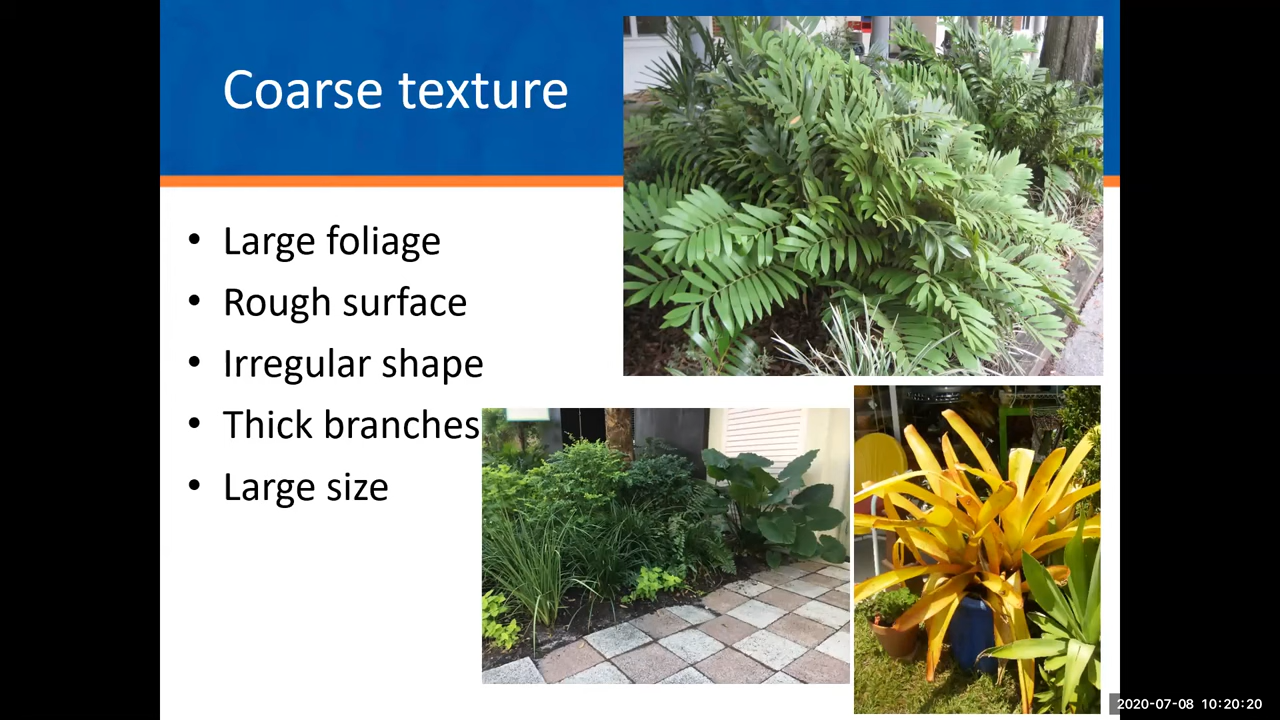 Coarse texture
• Large foliage
• Rough surface
• Irregular shape
• Thick branches
• Large size
2020-07-08 10:20:20